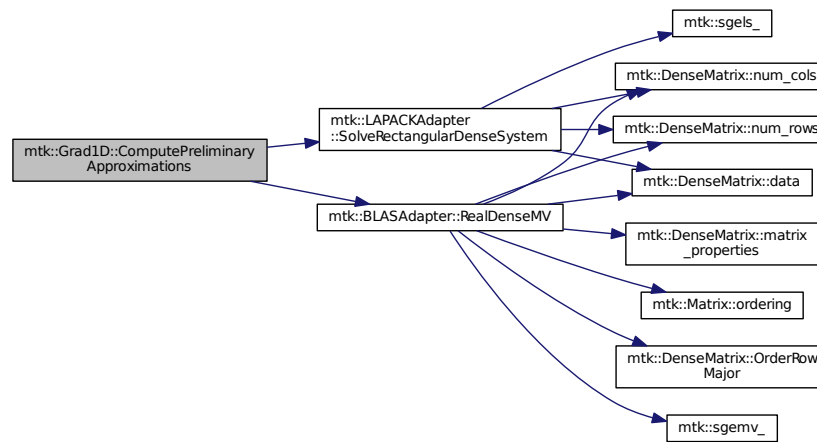 mtk::Grad1D::ComputePreliminary
Approximations
mtk::LAPACKAdapter
::SolveRectangularDenseSystem
mtk::BLASAdapter::RealDenseMV
mtk::sgels_
mtk::DenseMatrix::num_cols
mtk::DenseMatrix::num_rows
mtk::DenseMatrix::data
mtk::DenseMatrix::matrix
_properties
mtk::Matrix::ordering
mtk::DenseMatrix::OrderRow
Major
mtk::sgemv_